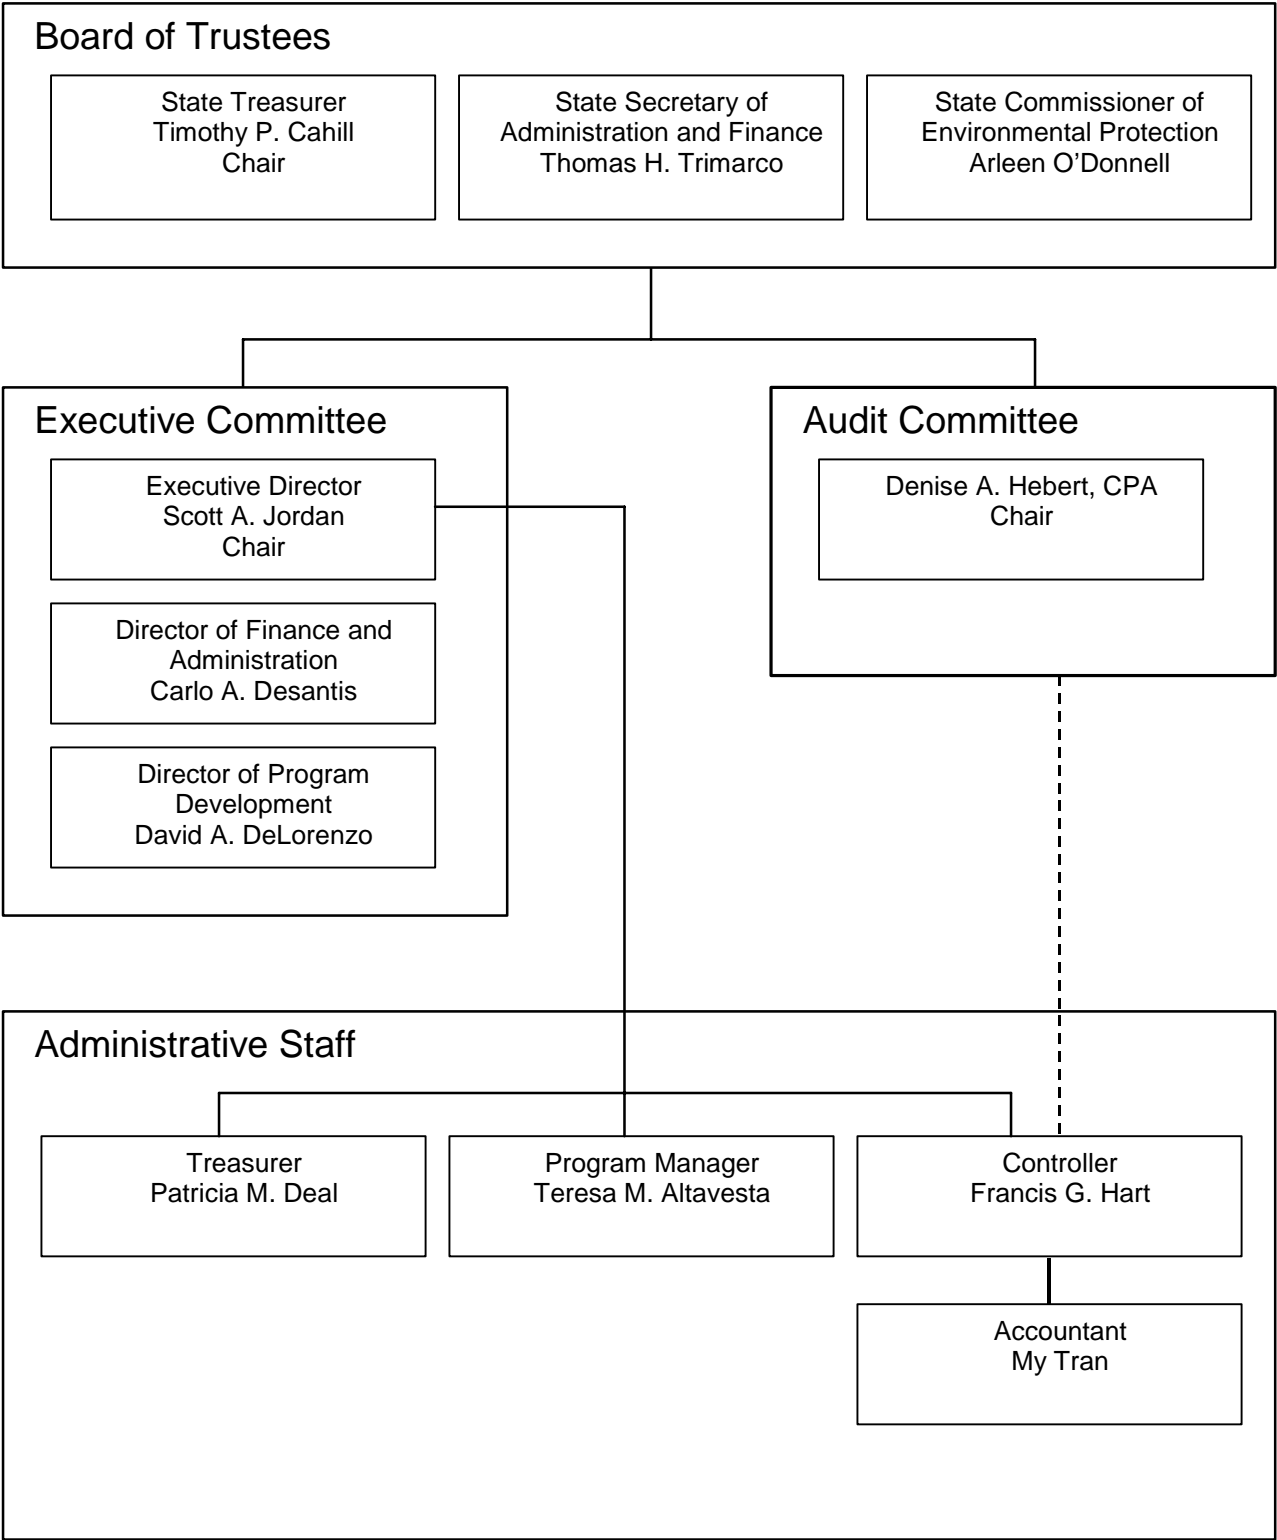 Board of Trustees
State Treasurer
Timothy P. Cahill
Chair
State Secretary of
Administration and Finance
Thomas H. Trimarco
State Commissioner of
Environmental Protection
Arleen O’Donnell
Executive Committee
Executive Director
Scott A. Jordan
Chair
Director of Finance and
Administration
Carlo A. Desantis
Director of Program
Development
David A. DeLorenzo
Audit Committee
Denise A. Hebert, CPA
Chair
Administrative Staff
Treasurer
Patricia M. Deal
Program Manager
Teresa M. Altavesta
Controller
Francis G. Hart
Accountant
My Tran